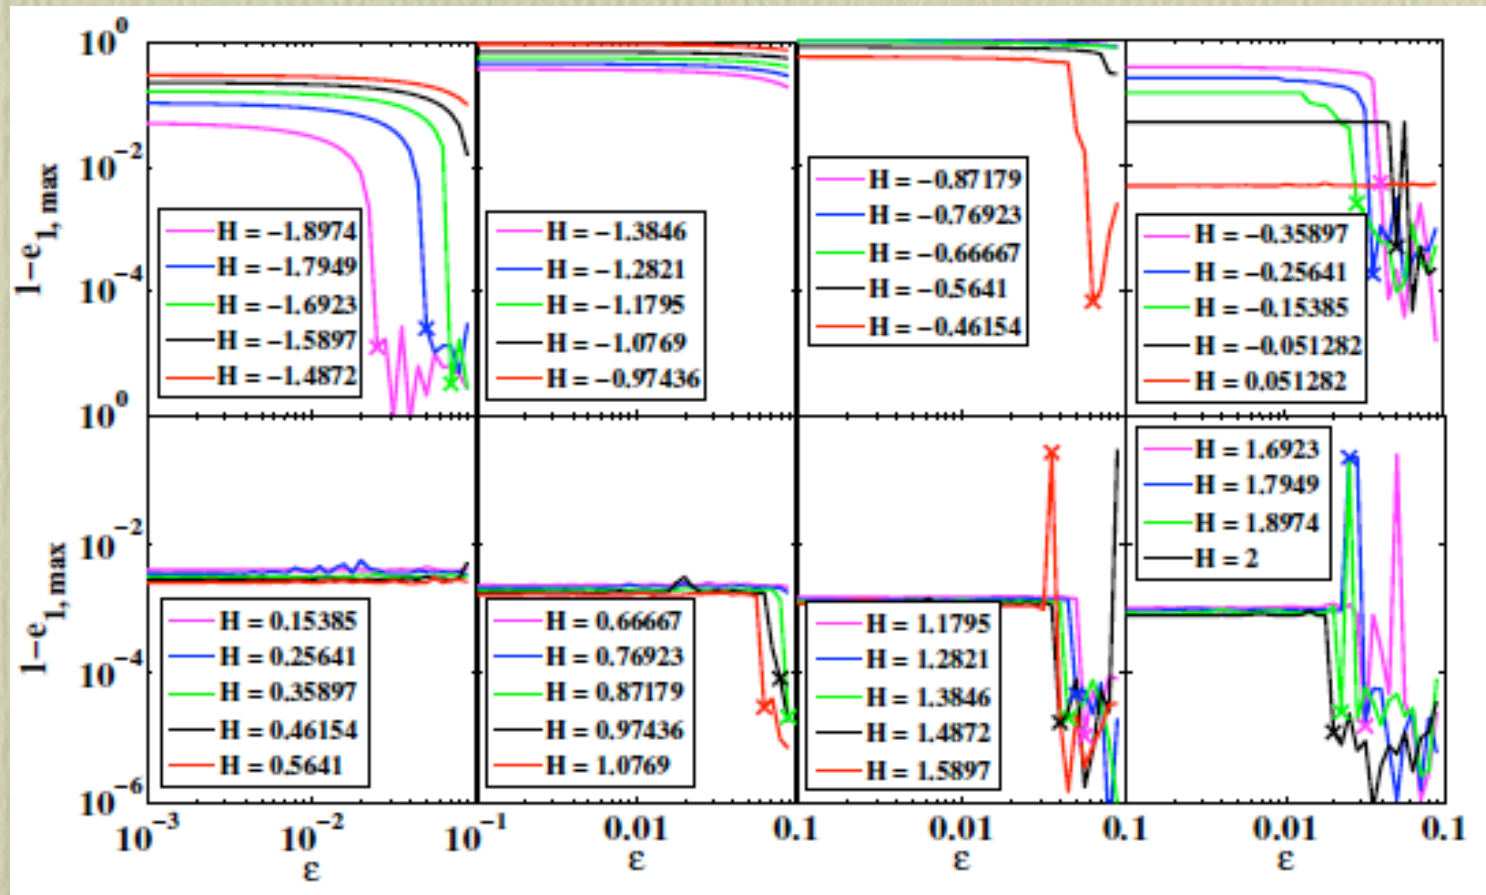 10^0
10^-2
10^-4
10^0
1-e1, max
H = -1.8974
H = -1.7949
H = -1.6923
H = -1.5897
H = -1.4872
H = -1.3846
H = -1.2821
H = -1.1795
H = -1.0769
H = -0.97436
H = -0.87179
H = -0.76923
H = -0.66667
H = -0.5641
H = -0.46154
H = -0.35897
H = -0.25641
H = -0.15385
H = -0.051282
H = 0.051282
10^-2
10^-4
10^-6
1-e1, max
H = 0.15385
H = 0.25641
H = 0.35897
H = 0.46154
H = 0.5641
H = 0.66667
H = 0.76923
H = 0.87179
H = 0.97436
H = 1.0769
H = 1.1795
H = 1.2821
H = 1.3846
H = 1.4872
H = 1.5897
H = 1.6923
H = 1.7949
H = 1.8974
H = 2
10^-3 10^-2 10^-1 0.01 0.1 0.01 0.1 0.01 0.1
ε ε ε ε